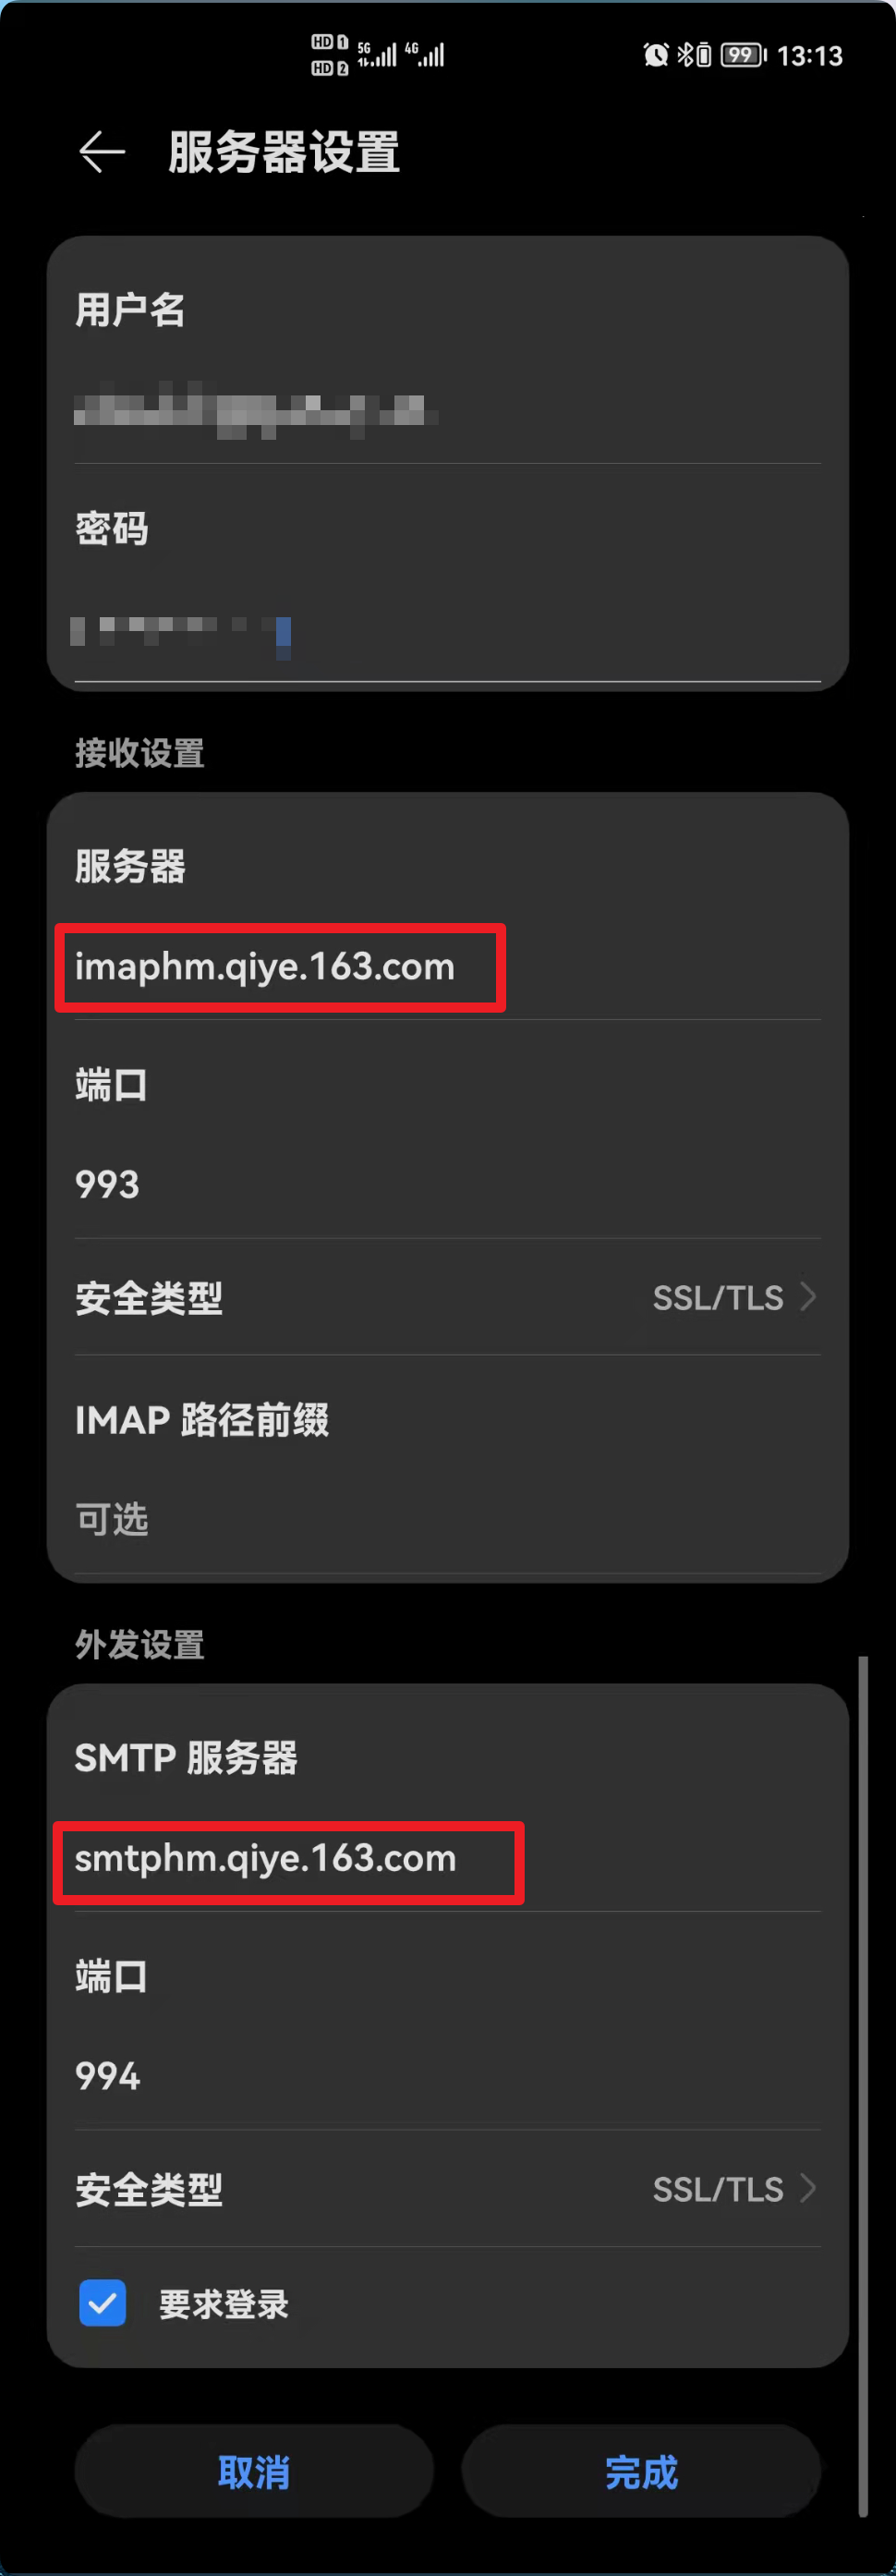 HD 1 5G 4G 99 13:13
HD 2
服务器设置
用户名
密码
接收设置
服务器
imaphm.qiye.163.com
端口
993
安全类型 SSL/TLS
IMAP 路径前缀
可选
外发设置
SMTP 服务器
smtphm.qiye.163.com
端口
994
安全类型 SSL/TLS
要求登录
取消 完成